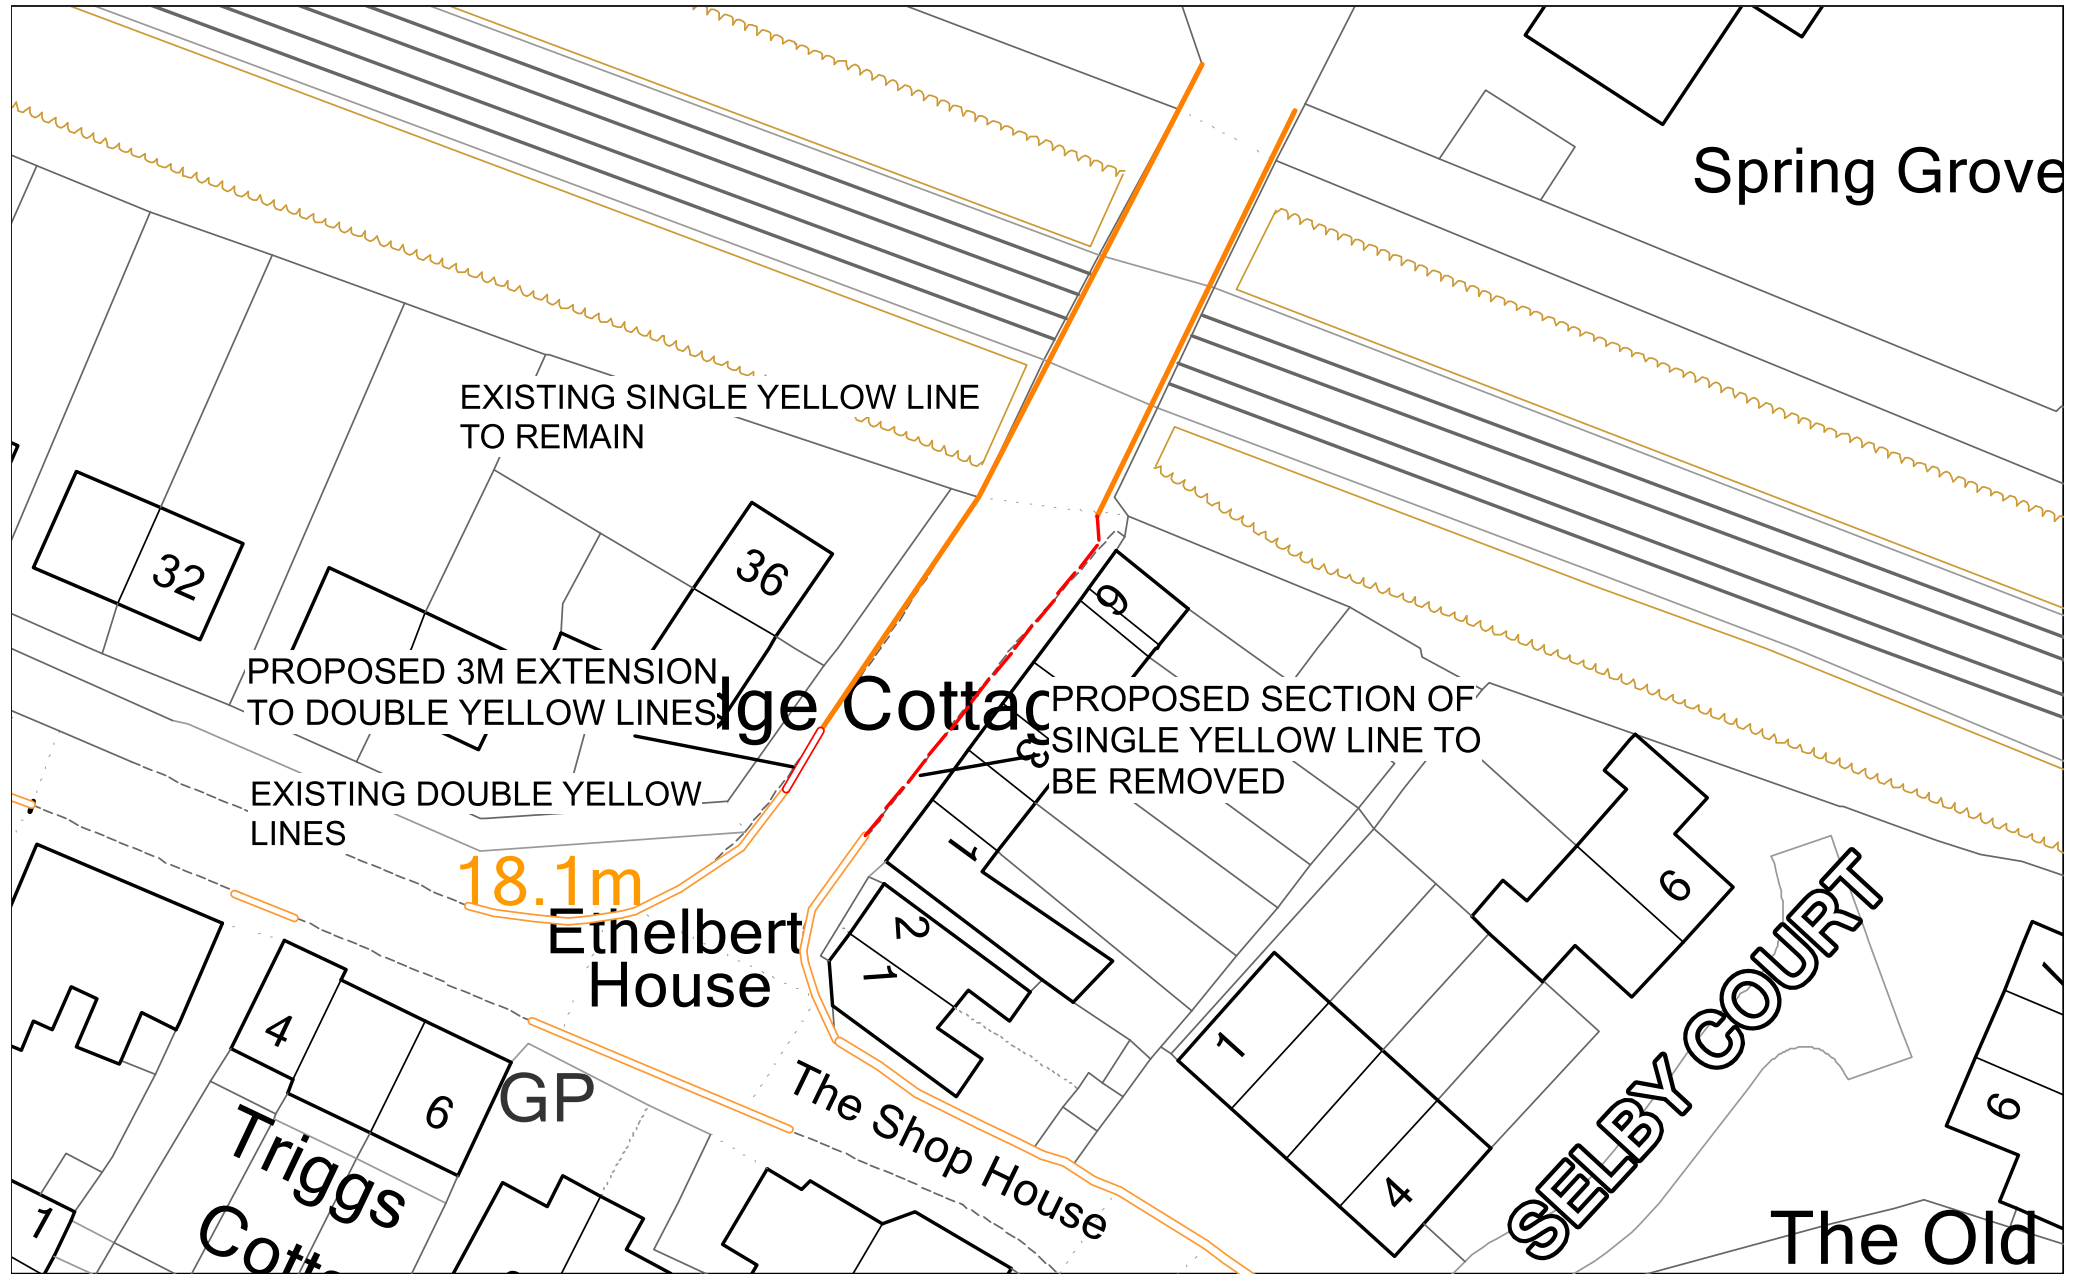 Spring Grove
EXISTING SINGLE YELLOW LINE
TO REMAIN
32
36
9
PROPOSED 3M EXTENSION
TO DOUBLE YELLOW LINES
PROPOSED SECTION OF
SINGLE YELLOW LINE TO
BE REMOVED
3
EXISTING DOUBLE YELLOW
LINES
18.1m
Ethelbert
House
1
2
1
6
SELBY COURT
4
6
GP
The Shop House
1
4
6
Triggs
1
The Old